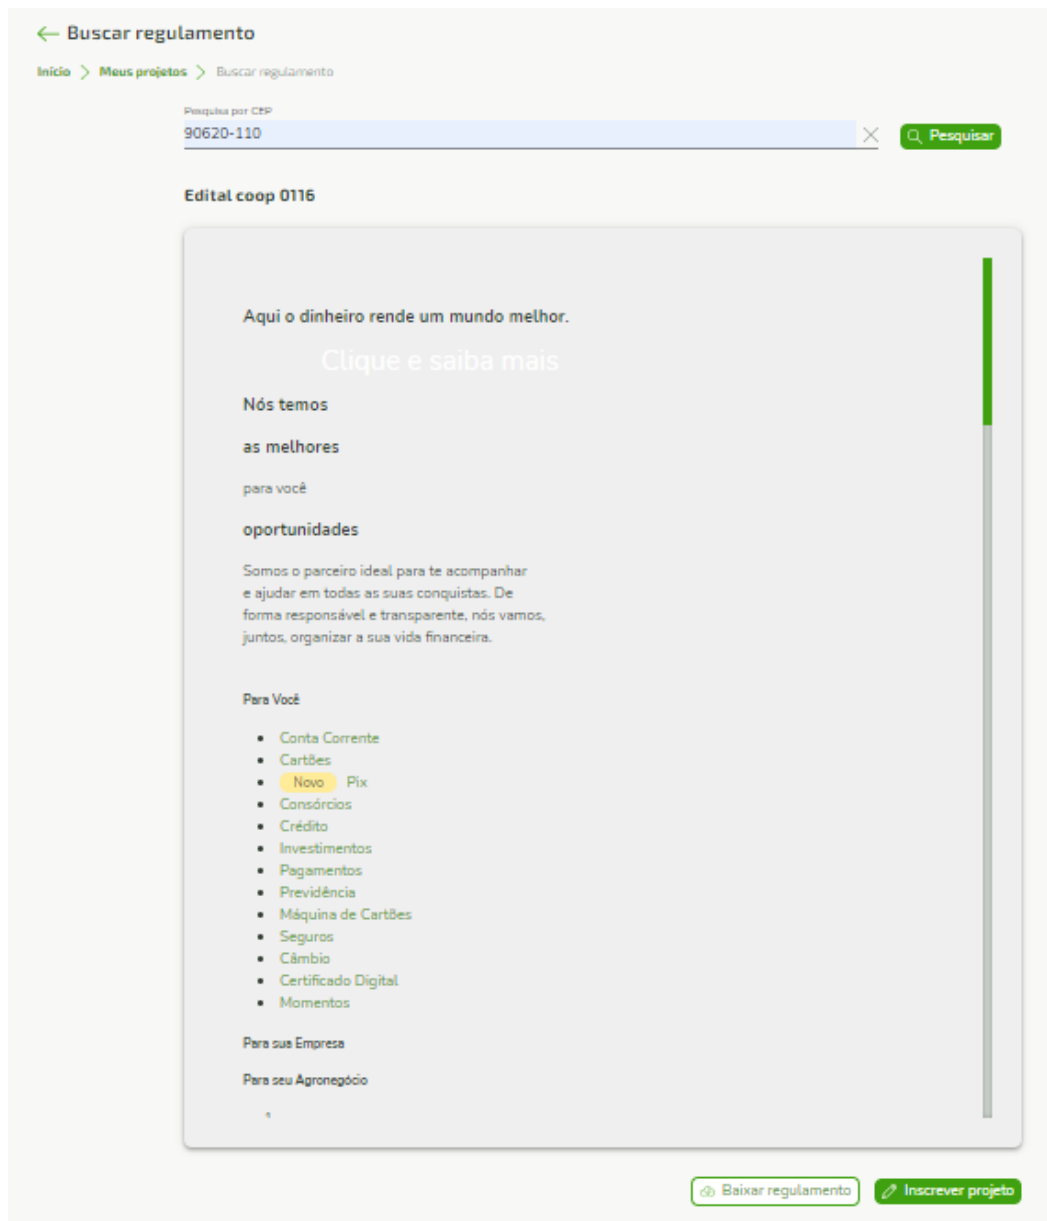 Buscar regulamento
Início > Meus projetos > Buscar regulamento
Pesquisa por CEP
90620-110
Pesquisar
Edital coop 0116
Aqui o dinheiro rende um mundo melhor.
Clique e saiba mais
Nós temos
as melhores
para você
oportunidades
Somos o parceiro ideal para te acompanhar
e ajudar em todas as suas conquistas. De
forma responsável e transparente, nós vamos,
juntos, organizar a sua vida financeira.
Para Você
• Conta Corrente
• Cartões
• Novo Pix
• Consórcios
• Crédito
• Investimentos
• Pagamentos
• Previdência
• Máquina de Cartões
• Seguros
• Câmbio
• Certificado Digital
• Momentos
Para sua Empresa
Para seu Agronegócio
Baixar regulamento
Inscrever projeto